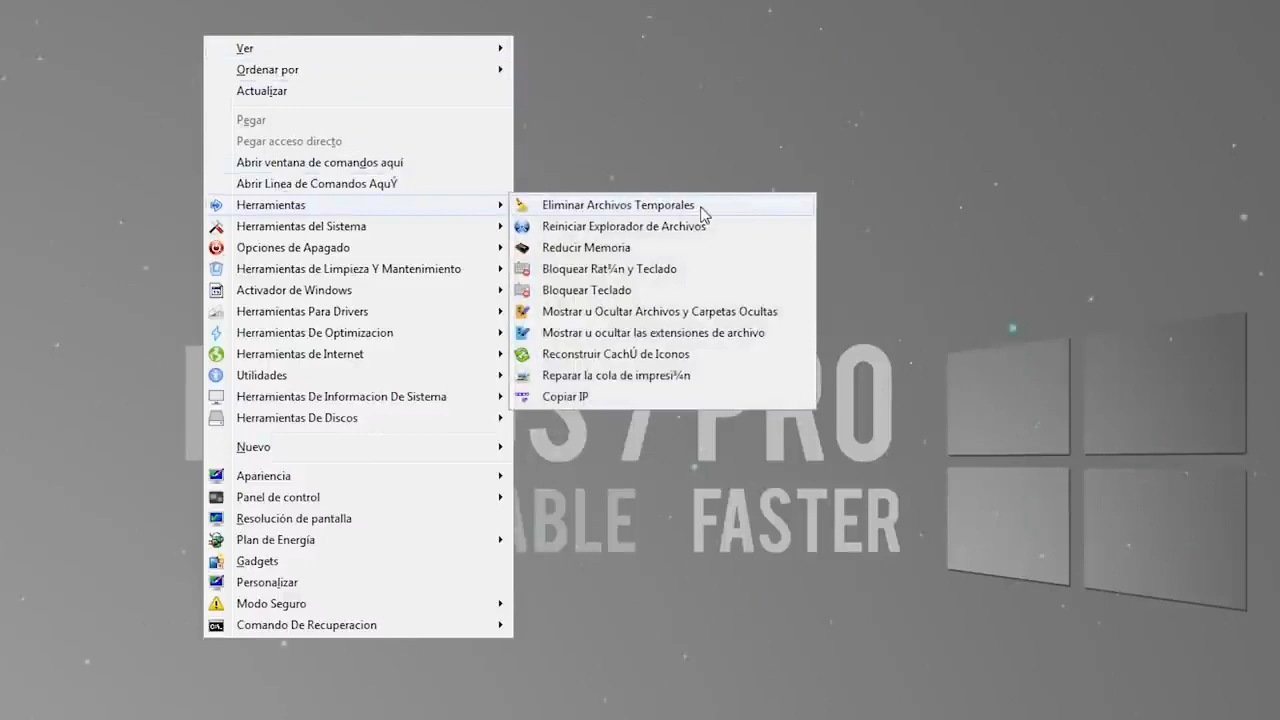 Ver
Ordenar por
Actualizar
Pegar
Pegar acceso directo
Abrir ventana de comandos aquí
Abrir Linea de Comandos AquÝ
Herramientas
Herramientas del Sistema
Opciones de Apagado
Herramientas de Limpieza Y Mantenimiento
Activador de Windows
Herramientas Para Drivers
Herramientas De Optimizacion
Herramientas de Internet
Utilidades
Herramientas De Informacion De Sistema
Herramientas De Discos
Nuevo
Apariencia
Panel de control
Resolución de pantalla
Plan de Energía
Gadgets
Personalizar
Modo Seguro
Comando De Recuperacion
Eliminar Archivos Temporales
Reiniciar Explorador de Archivos
Reducir Memoria
Bloquear Rat¾n y Teclado
Bloquear Teclado
Mostrar u Ocultar Archivos y Carpetas Ocultas
Mostrar u ocultar las extensiones de archivo
Reconstruir CachÚ de Iconos
Reparar la cola de impresi¾n
Copiar IP
S 7 PRO
ABLE FASTER